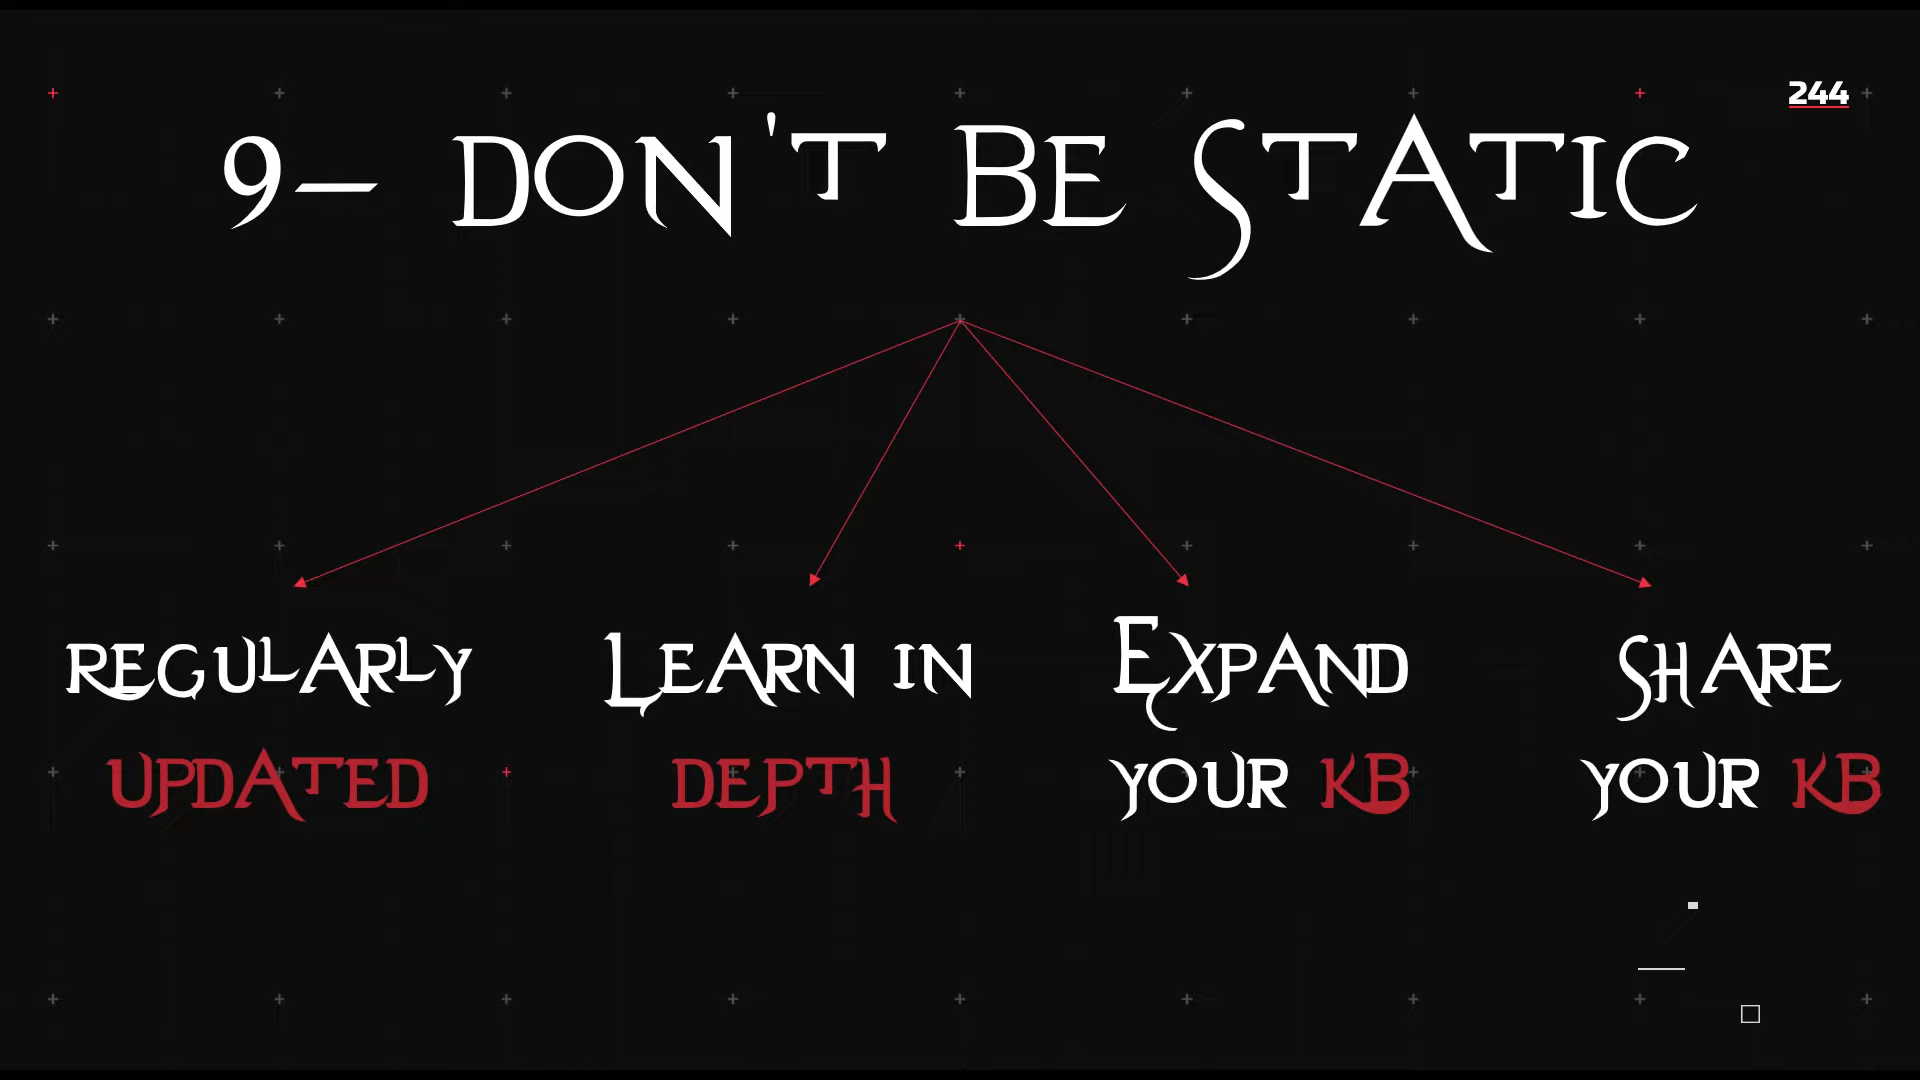 244
9- Don't Be Static
Regularly
Updated
Learn in
Depth
Expand
your KB
Share
your KB